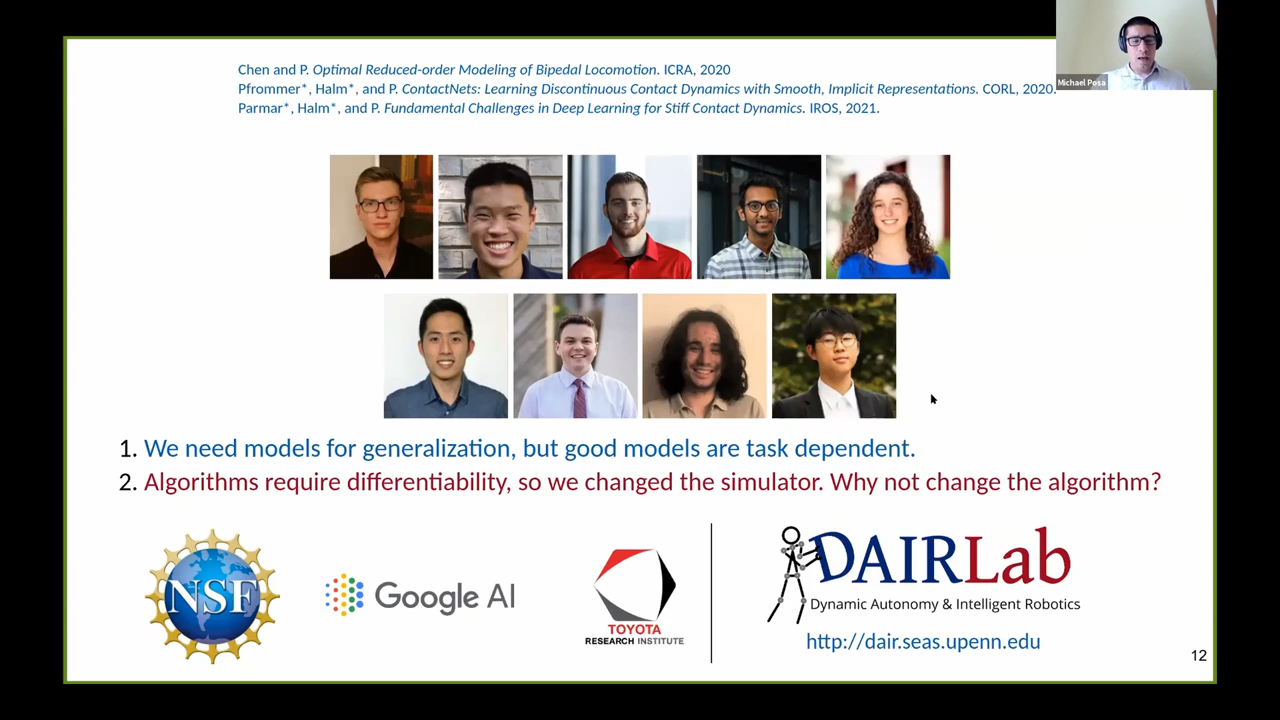 Chen and P. Optimal Reduced-order Modeling of Bipedal Locomotion. ICRA, 2020
Pfrommer*, Halm*, and P. ContactNets: Learning Discontinuous Contact Dynamics with Smooth, Implicit Representations. CORL, 2020.
Parmar*, Halm*, and P. Fundamental Challenges in Deep Learning for Stiff Contact Dynamics. IROS, 2021.
Michael Posa
1. We need models for generalization, but good models are task dependent.
2. Algorithms require differentiability, so we changed the simulator. Why not change the algorithm?
NSF
Google AI
TOYOTA
RESEARCH INSTITUTE
DAIRLab
Dynamic Autonomy & Intelligent Robotics
http://dair.seas.upenn.edu
12